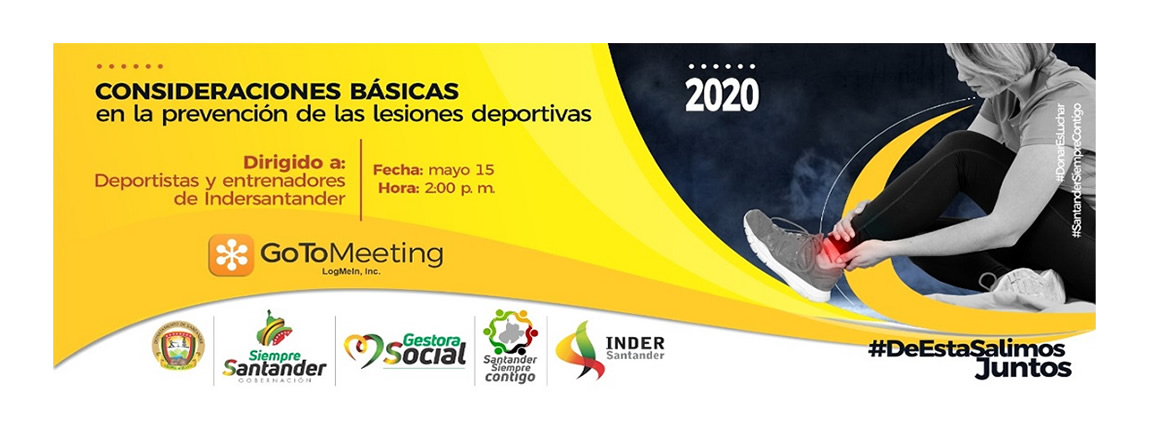 CONSIDERACIONES BÁSICAS
en la prevención de las lesiones deportivas
Dirigido a:
Deportistas y entrenadores
de Indersantander
Fecha: mayo 15
Hora: 2:00 p. m.
GoToMeeting
LogMeIn, Inc.
2020
#DonarEsLuchar
#SantanderSiempreContigo
Siempre
Santander
GOBERNACIÓN
Gestora
Social
Santander
Siempre
contigo
INDER
Santander
#DeEstaSalimos
Juntos